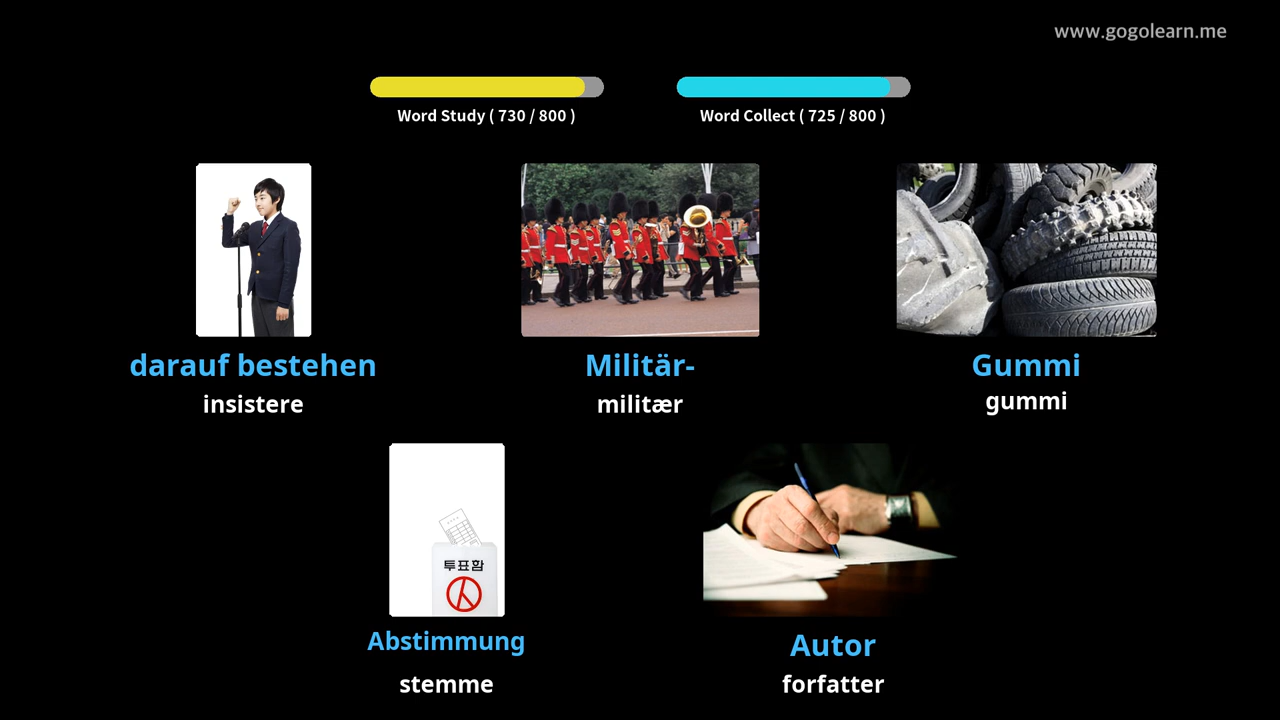 www.gogolearn.me
Word Study ( 730 / 800 )
Word Collect ( 725 / 800 )
darauf bestehen
insistere
Militär-
militær
Gummi
gummi
투표함
Abstimmung
stemme
Autor
forfatter